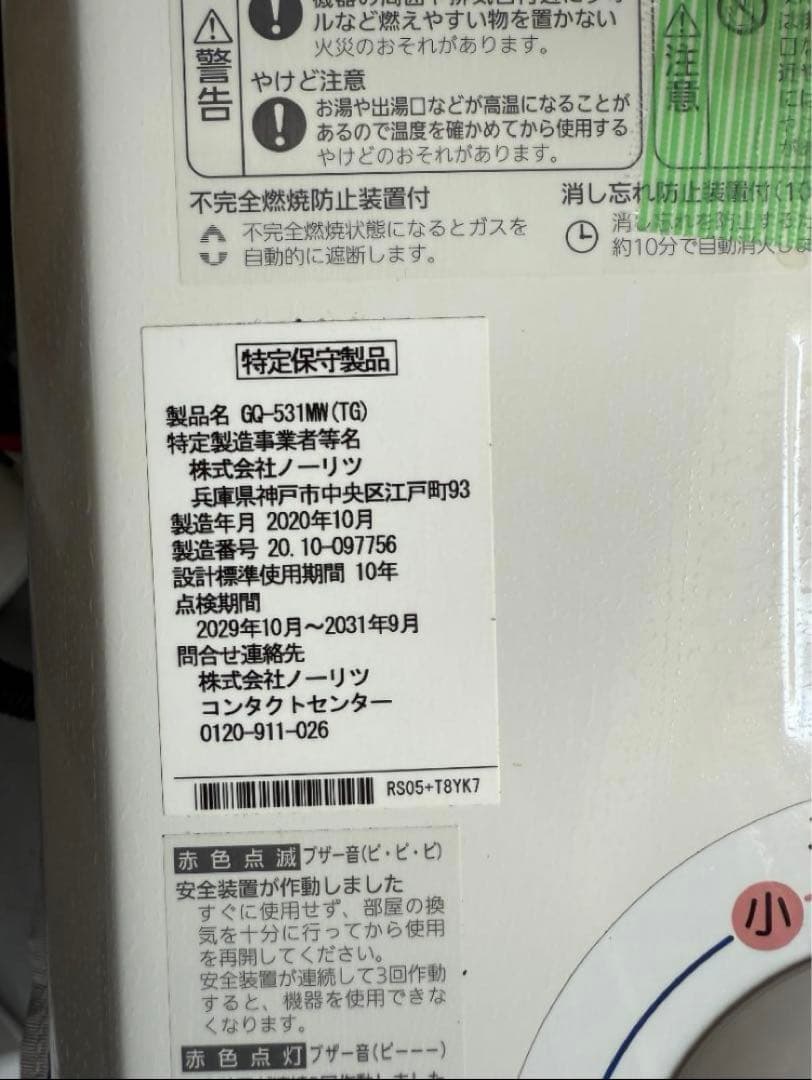 警告
ルなど燃えやすい物を置かない
火災のおそれがあります。
やけど注意
お湯や出湯口などが高温になることが
あるので温度を確かめてから使用する
やけどのおそれがあります。
注意
不完全燃焼防止装置付
不完全燃焼状態になるとガスを
自動的に遮断します。
消し忘れ防止装置付
消し忘れを防止する
約10分で自動消火
特定保守製品
製品名 GQ-531MW(TG)
特定製造事業者等名
株式会社ノーリツ
兵庫県神戸市中央区江戸町93
製造年月 2020年10月
製造番号 20.10-097756
設計標準使用期間 10年
点検期間
2029年10月～2031年9月
問合せ連絡先
株式会社ノーリツ
コンタクトセンター
0120-911-026
RS05+T8YK7
赤色点滅 ブザー音(ピ・ピ・ピ)
安全装置が作動しました
すぐに使用せず、部屋の換
気を十分に行ってから使用
を再開してください。
安全装置が連続して3回作動
すると、機器を使用できな
くなります。
赤色点灯 ブザー音(ピーーー)
小